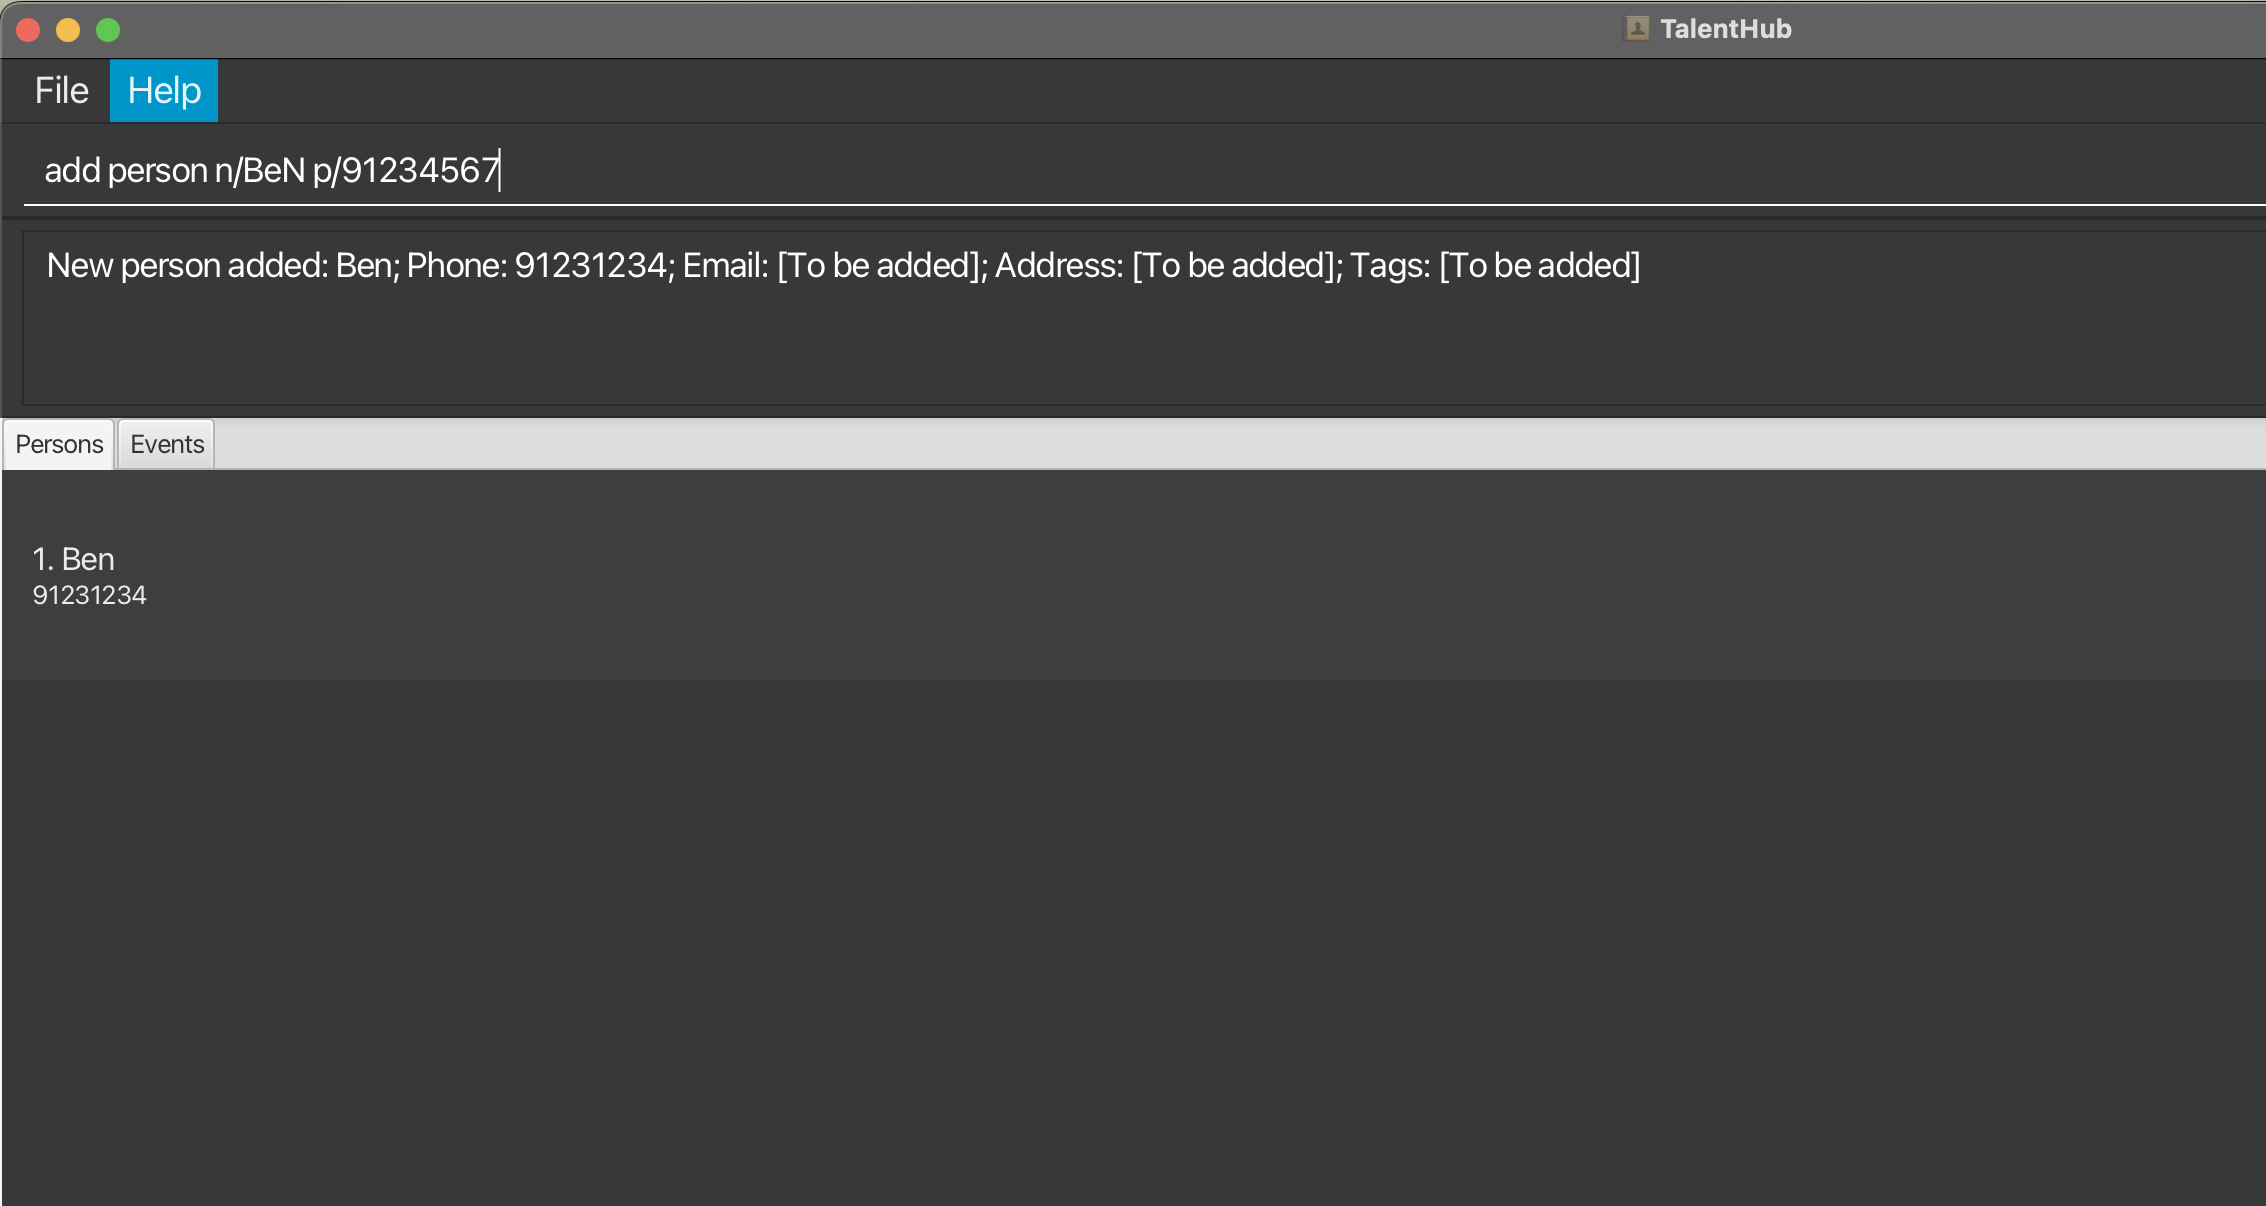 TalentHub
File Help
add person n/BeN p/91234567
New person added: Ben; Phone: 91231234; Email: [To be added]; Address: [To be added]; Tags: [To be added]
Persons Events
1. Ben
91231234